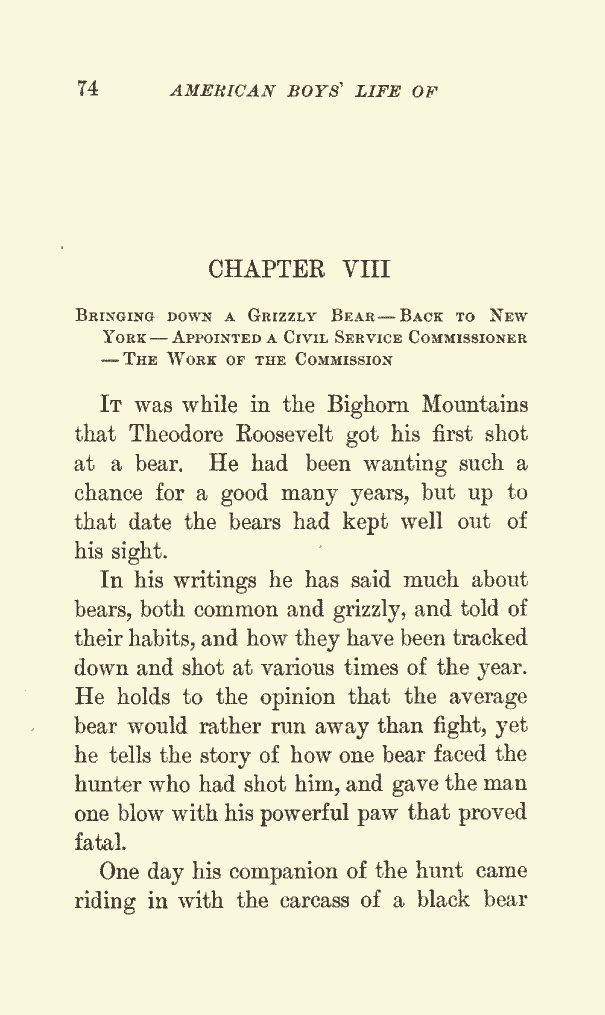 74 AMERICAN BOYS' LIFE OF
CHAPTER VIII
Bringing down a Grizzly Bear—Back to New
York—Appointed a Civil Service Commissioner
—The Work of the Commission
It was while in the Bighorn Mountains
that Theodore Roosevelt got his first shot
at a bear. He had been wanting such a
chance for a good many years, but up to
that date the bears had kept well out of
his sight.
In his writings he has said much about
bears, both common and grizzly, and told of
their habits, and how they have been tracked
down and shot at various times of the year.
He holds to the opinion that the average
bear would rather run away than fight, yet
he tells the story of how one bear faced the
hunter who had shot him, and gave the man
one blow with his powerful paw that proved
fatal.
One day his companion of the hunt came
riding in with the carcass of a black bear